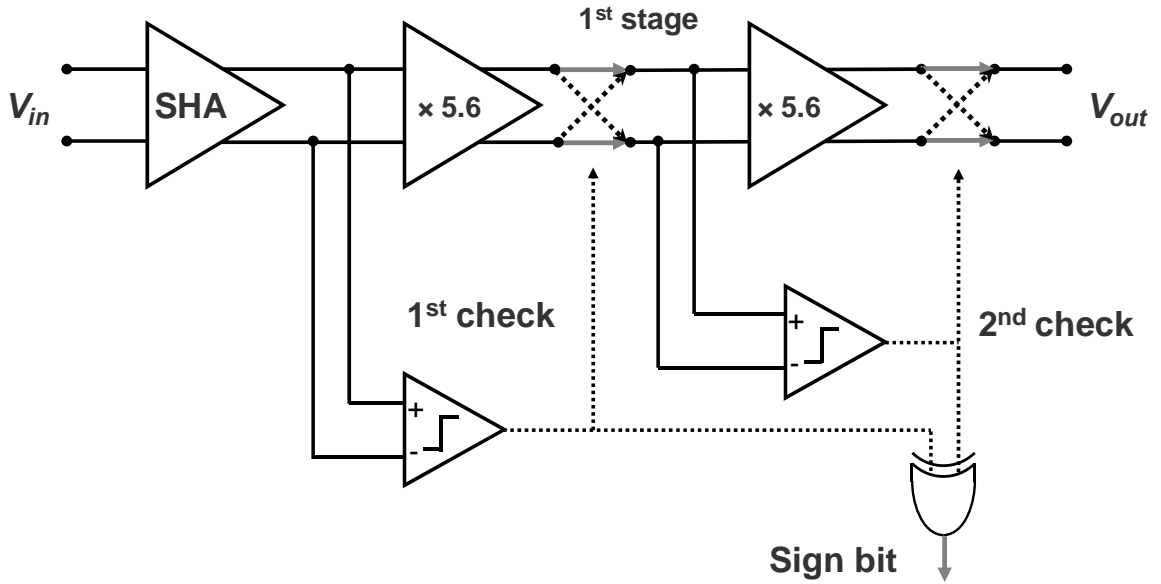 1st stage
Vin
SHA
× 5.6
× 5.6
Vout
1st check
+
-
2nd check
+
-
Sign bit